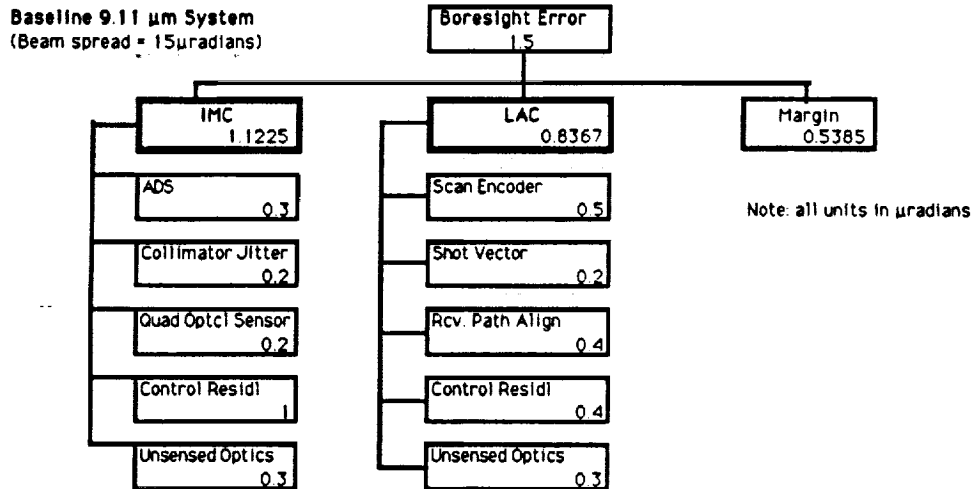 Baseline 9.11 µm System
(Beam spread = 15µradians)
Boresight Error
1.5
IMC
1.1225
LAC
0.8367
Margin
0.5385
ADS
0.3
Scan Encoder
0.5
Note: all units in µradians
Collimator Jitter
0.2
Shot Vector
0.2
Quad Optcl Sensor
0.2
Rcv. Path Align
0.4
Control Residl
1
Control Residl
0.4
Unsensed Optics
0.3
Unsensed Optics
0.3